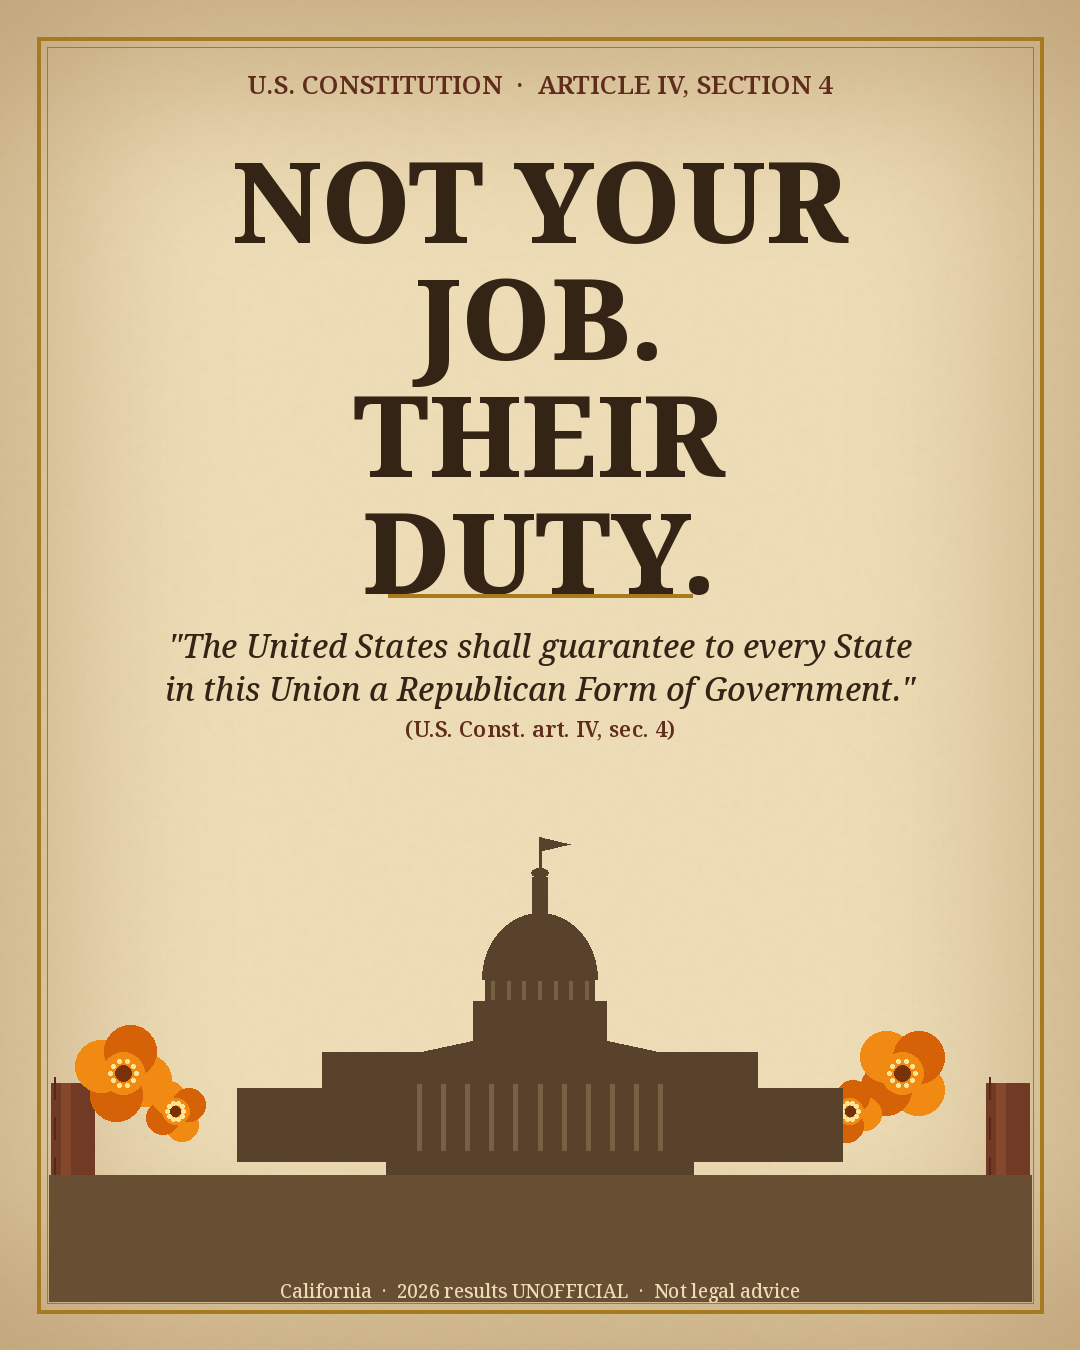 U.S. CONSTITUTION · ARTICLE IV, SECTION 4
NOT YOUR
JOB.
THEIR
DUTY.
"The United States shall guarantee to every State
in this Union a Republican Form of Government."
(U.S. Const. art. IV, sec. 4)
California · 2026 results UNOFFICIAL · Not legal advice